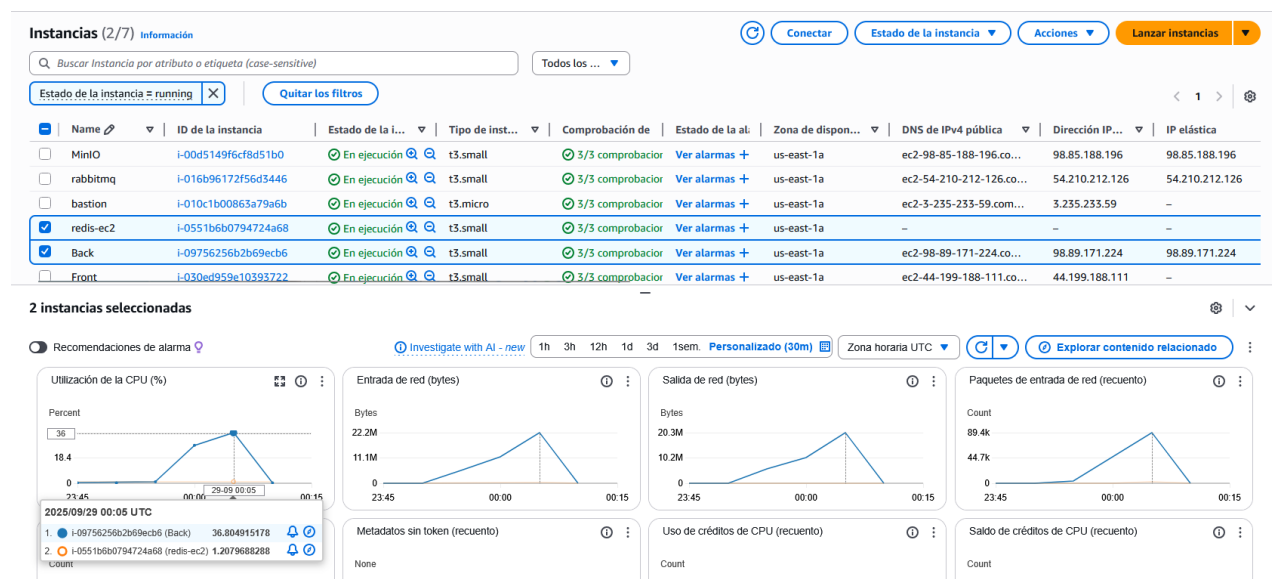 Instancias (2/7) Información
Conectar Estado de la instancia Acciones Lanzar instancias
Buscar Instancia por atributo o etiqueta (case-sensitive) Todos los ...
Estado de la instancia = running Quitar los filtros
1
Name ID de la instancia Estado de la i... Tipo de inst... Comprobación de Estado de la al Zona de dispon... DNS de IPv4 pública Dirección IP... IP elástica
MinIO i-00d5149f6cf8d51b0 En ejecución t3.small 3/3 comprobacior Ver alarmas + us-east-1a ec2-98-85-188-196.co... 98.85.188.196 98.85.188.196
rabbitmq i-016b96172f56d3446 En ejecución t3.small 3/3 comprobacior Ver alarmas + us-east-1a ec2-54-210-212-126.co... 54.210.212.126 54.210.212.126
bastion i-010c1b00863a79a6b En ejecución t3.micro 3/3 comprobacior Ver alarmas + us-east-1a ec2-3-235-233-59.com... 3.235.233.59 –
redis-ec2 i-0551b6b0794724a68 En ejecución t3.small 3/3 comprobacior Ver alarmas + us-east-1a – – –
Back i-09756256b2b69ecb6 En ejecución t3.small 3/3 comprobacior Ver alarmas + us-east-1a ec2-98-89-171-224.co... 98.89.171.224 98.89.171.224
Front i-030ed959e10393722 En ejecución t3.small 3/3 comprobacior Ver alarmas + us-east-1a ec2-44-199-188-111.co... 44.199.188.111 –
2 instancias seleccionadas
Recomendaciones de alarma Investigate with AI - new 1h 3h 12h 1d 3d 1sem. Personalizado (30m) Zona horaria UTC Explorar contenido relacionado
Utilización de la CPU (%) Entrada de red (bytes) Salida de red (bytes) Paquetes de entrada de red (recuento)
Percent Bytes Bytes Count
36 22.2M 20.3M 89.4k
18.4 11.1M 10.2M 44.7k
0 0 0 0
29-09 00:05
23:45 00:00 00:15 23:45 00:00 00:15 23:45 00:00 00:15 23:45 00:00 00:15
2025/09/29 00:05 UTC
1. i-09756256b2b69ecb6 (Back) 36.804915178
2. i-0551b6b0794724a68 (redis-ec2) 1.2079688288
Metadatos sin token (recuento) Uso de créditos de CPU (recuento) Saldo de créditos de CPU (recuento)
Count None Count Count